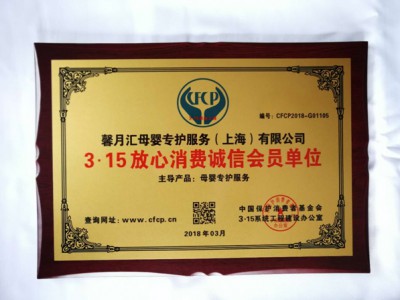 CFCP
编号：CFCP2018-G01105
馨月汇母婴专护服务（上海）有限公司
3·15放心消费诚信会员单位
主导产品：母婴专护服务
中国保护消费者基金会
查询网址：www.cfcp.cn
3·15系统工程建设办公室
2018年03月